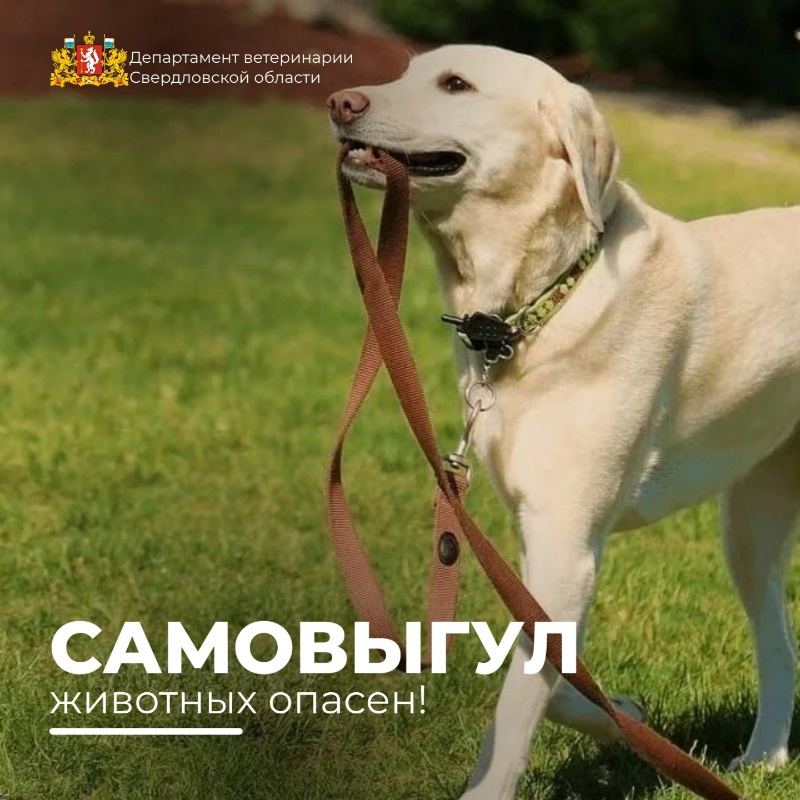 Департамент ветеринарии
Свердловской области
САМОВЫГУЛ
животных опасен!